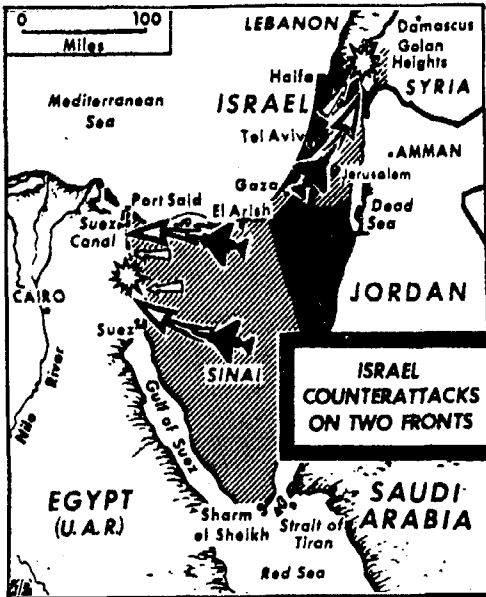 0 100
Miles
LEBANON
Damascus
Golan
Heights
Haifa
SYRIA
Mediterranean
Sea
ISRAEL
Tel Aviv
AMMAN
Jerusalem
Gaza
Port Said
El Arish
Dead
Sea
Suez
Canal
CAIRO
JORDAN
Suez
SINAI
ISRAEL
COUNTERATTACKS
ON TWO FRONTS
Nile River
Gulf of Suez
EGYPT
(U.A.R.)
SAUDI
ARABIA
Sharm
el Sheikh
Strait of
Tiran
Red Sea